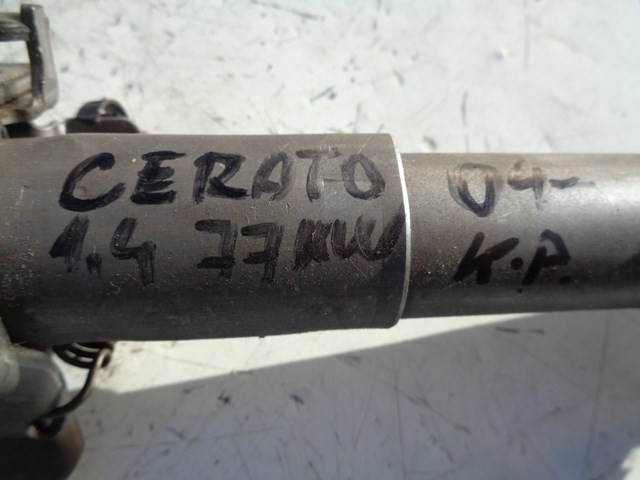 CERATO 04-
1.4 77KW K.P.